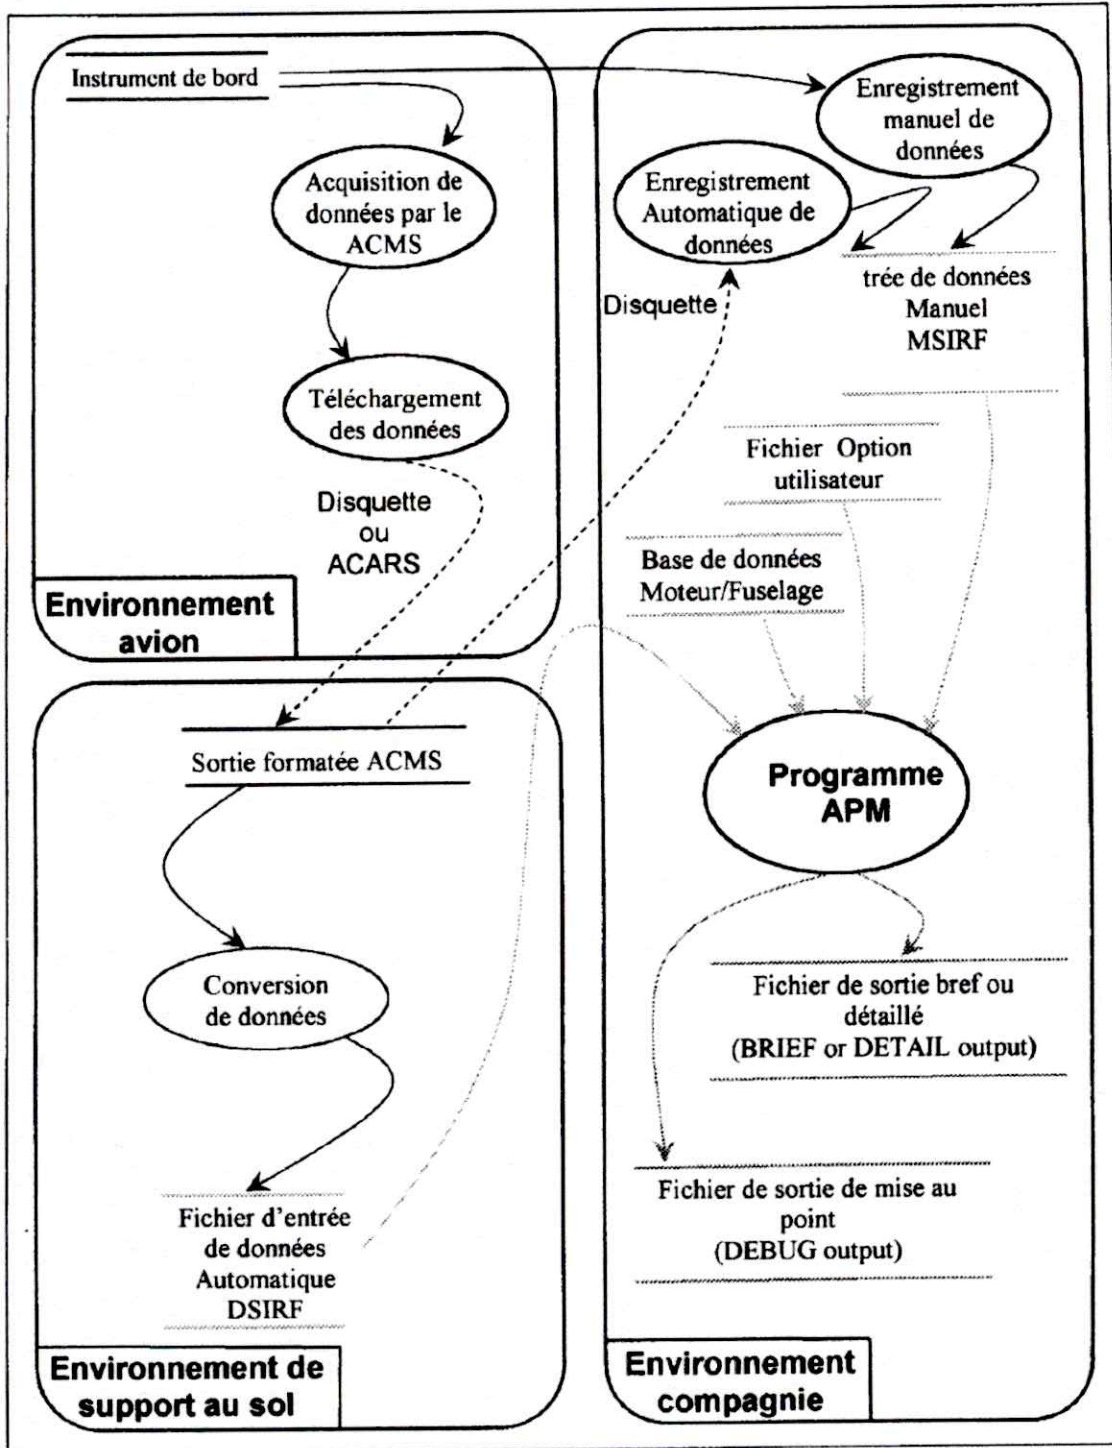 Instrument de bord
Acquisition de
données par le
ACMS
Téléchargement
des données
Disquette
ou
ACARS
Environnement
avion
Enregistrement
manuel de
données
Enregistrement
Automatique de
données
Disquette
trée de données
Manuel
MSIRF
Fichier Option
utilisateur
Base de données
Moteur/Fuselage
Programme
APM
Fichier de sortie bref ou
détaillé
(BRIEF or DETAIL output)
Fichier de sortie de mise au
point
(DEBUG output)
Environnement
compagnie
Sortie formatée ACMS
Conversion
de données
Fichier d'entrée
de données
Automatique
DSIRF
Environnement de
support au sol